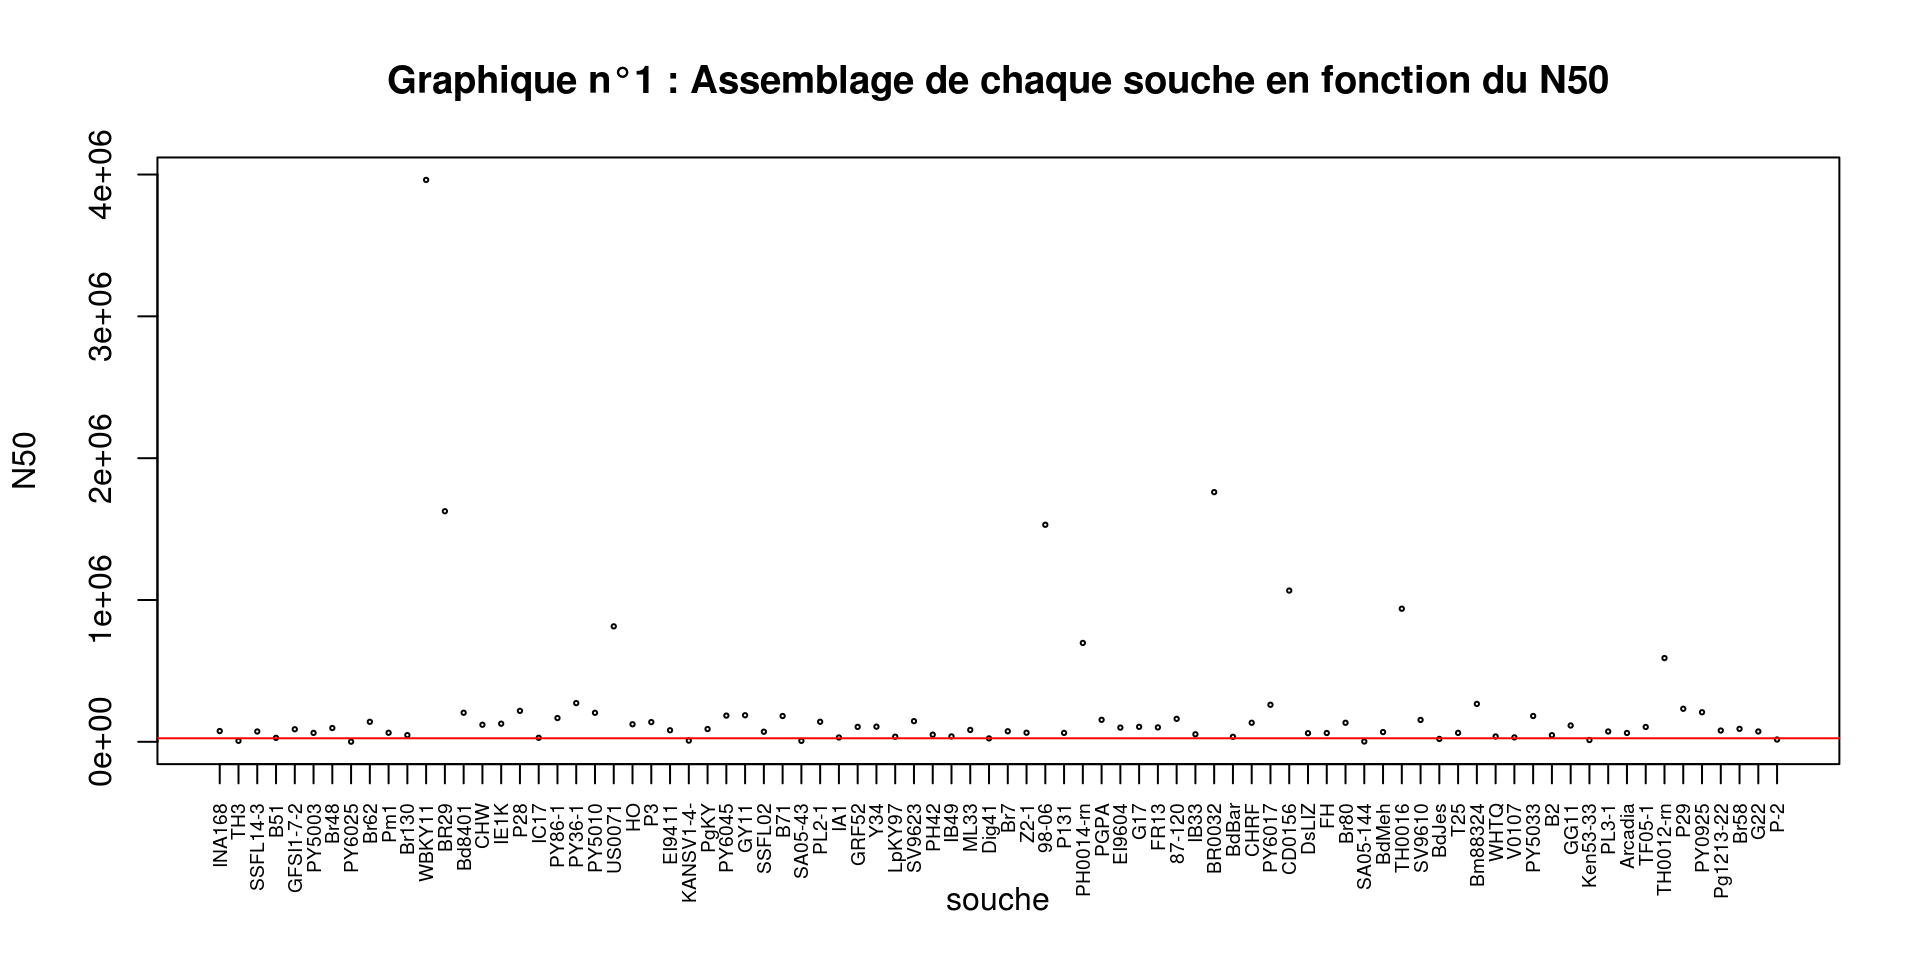 Graphique n°1 : Assemblage de chaque souche en fonction du N50
N50
4e+06
3e+06
2e+06
1e+06
0e+00
INA168
TH3
SSFL14-3
B51
GFSI1-7-2
PY5003
Br48
PY6025
Br62
Pm1
Br130
WBKY11
BR29
Bd8401
CHW
IE1K
P28
IC17
PY86-1
PY36-1
PY5010
US0071
HO
P3
EI9411
KANSV1-4-
PgKY
PY6045
GY11
SSFL02
B71
SA05-43
PL2-1
IA1
GRF52
Y34
LpKY97
SV9623
PH42
IB49
ML33
Dig41
Br7
Z2-1
98-06
P131
PH0014-rn
PGPA
EI9604
G17
FR13
87-120
IB33
BR0032
BdBar
CHRF
PY6017
CD0156
DsLIZ
FH
Br80
SA05-144
BdMeh
TH0016
SV9610
BdJes
T25
Bm88324
WHTQ
V0107
PY5033
B2
GG11
Ken53-33
PL3-1
Arcadia
TF05-1
TH0012-rn
P29
PY0925
Pg1213-22
Br58
G22
P-2
souche